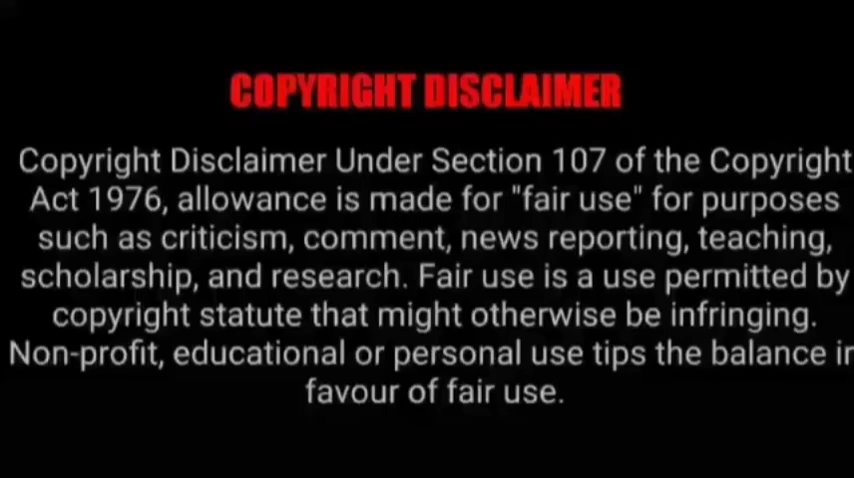 COPYRIGHT DISCLAIMER
Copyright Disclaimer Under Section 107 of the Copyright
Act 1976, allowance is made for "fair use" for purposes
such as criticism, comment, news reporting, teaching,
scholarship, and research. Fair use is a use permitted by
copyright statute that might otherwise be infringing.
Non-profit, educational or personal use tips the balance in
favour of fair use.